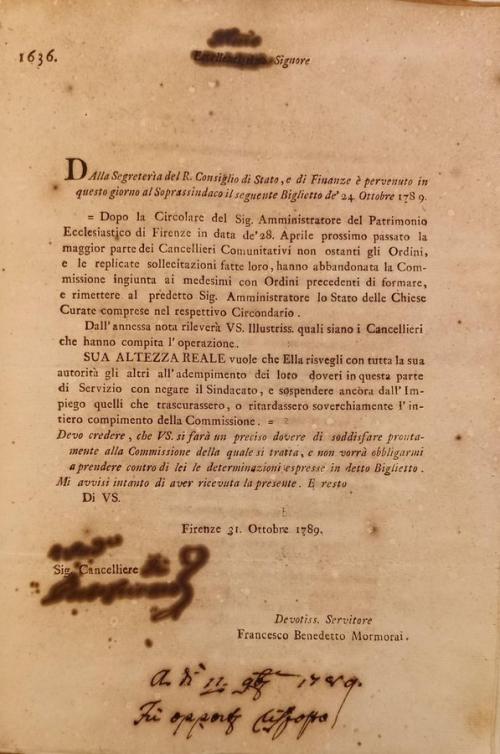 1636.
Signore
DAlla Segreterìa del R. Consiglio di Stato, e di Finanze è pervenuto in
questo giorno al Soprassindaco il seguente Biglietto de' 24 Ottobre 1789.
= Dopo la Circolare del Sig. Amministratore del Patrimonio
Ecclesiastico di Firenze in data de' 28. Aprile prossimo passato la
maggior parte dei Cancellieri Comunitativi non ostanti gli Ordini,
e le replicate sollecitazioni fatte loro, hanno abbandonata la Com-
missione ingiunta ai medesimi con Ordini precedenti di formare,
e rimettere al predetto Sig. Amministratore lo Stato delle Chiese
Curate comprese nel respettivo Circondario.
Dall'annessa nota rileverà VS. Illustriss. quali siano i Cancellieri
che hanno compita l'operazione.
SUA ALTEZZA REALE vuole che Ella risvegli con tutta la sua
autorità gli altri all'adempimento dei loro doveri in questa parte
di Servizio con negare il Sindacato, e sospendere ancora dall'Im-
piego quelli che trascurassero, o ritardassero soverchiamente l'in-
tiero compimento della Commissione. =
Devo credere, che VS. si farà un preciso dovere di soddisfare pronta-
mente alla Commissione della quale si tratta, e non vorrà obbligarmi
a prendere contro di lei le determinazioni espresse in detto Biglietto.
Mi avvisi intanto di aver ricevuta la presente. E resto
Di VS.
Firenze 31. Ottobre 1789.
Sig. Cancelliere di
Devotiss. Servitore
Francesco Benedetto Mormorai.
A dì 11. 9bre 1789.
Fù